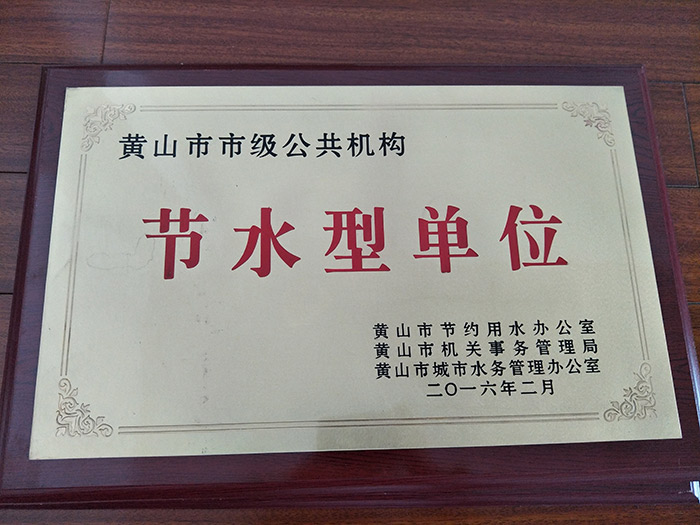 黄山市市级公共机构
节水型单位
黄山市节约用水办公室
黄山市机关事务管理局
黄山市城市水务管理办公室
二〇一六年二月